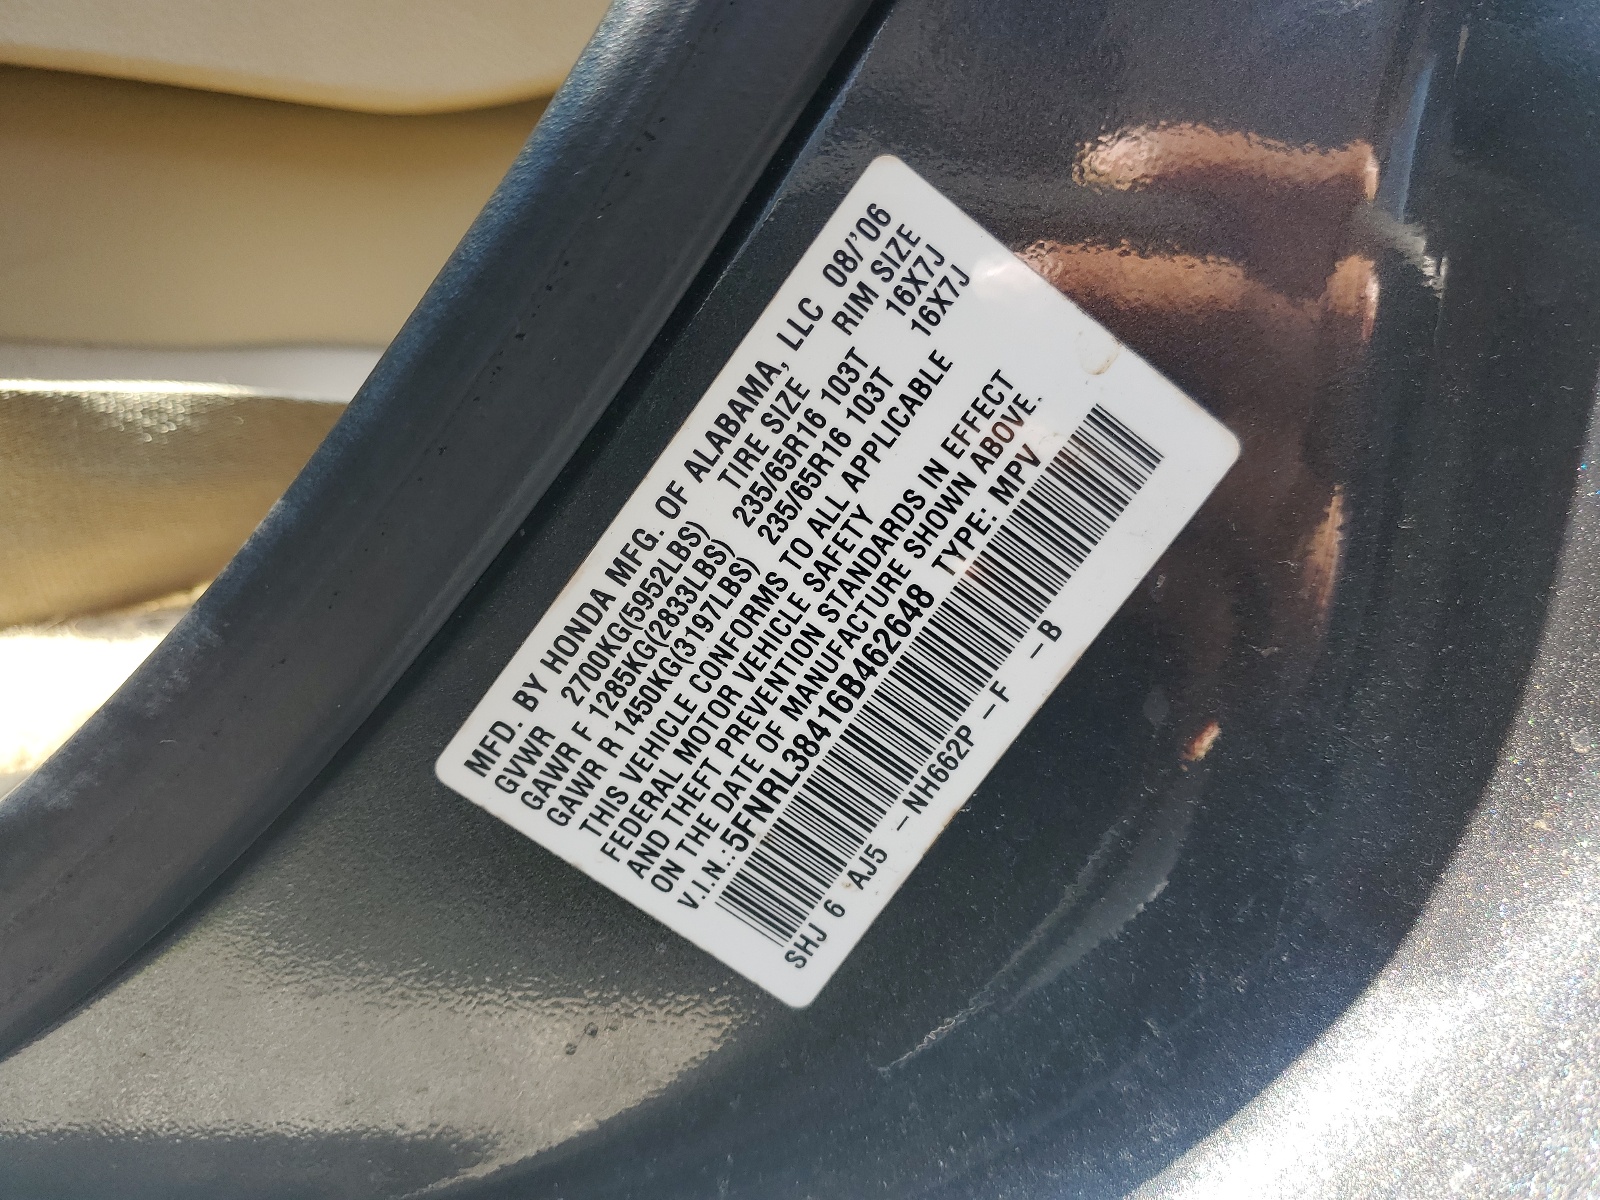 MFD. BY HONDA MFG. OF ALABAMA, LLC 08/'06
GVWR 2700KG(5952LBS) TIRE SIZE RIM SIZE
GAWR F 1285KG(2833LBS) 235/65R16 103T 16X7J
GAWR R 1450KG(3197LBS) 235/65R16 103T 16X7J
THIS VEHICLE CONFORMS TO ALL APPLICABLE
FEDERAL MOTOR VEHICLE SAFETY
AND THEFT PREVENTION STANDARDS IN EFFECT
ON THE DATE OF MANUFACTURE SHOWN ABOVE.
V.I.N.:5FNRL38416B462648 TYPE: MPV
SHJ 6 AJ5 -NH662P -F -B